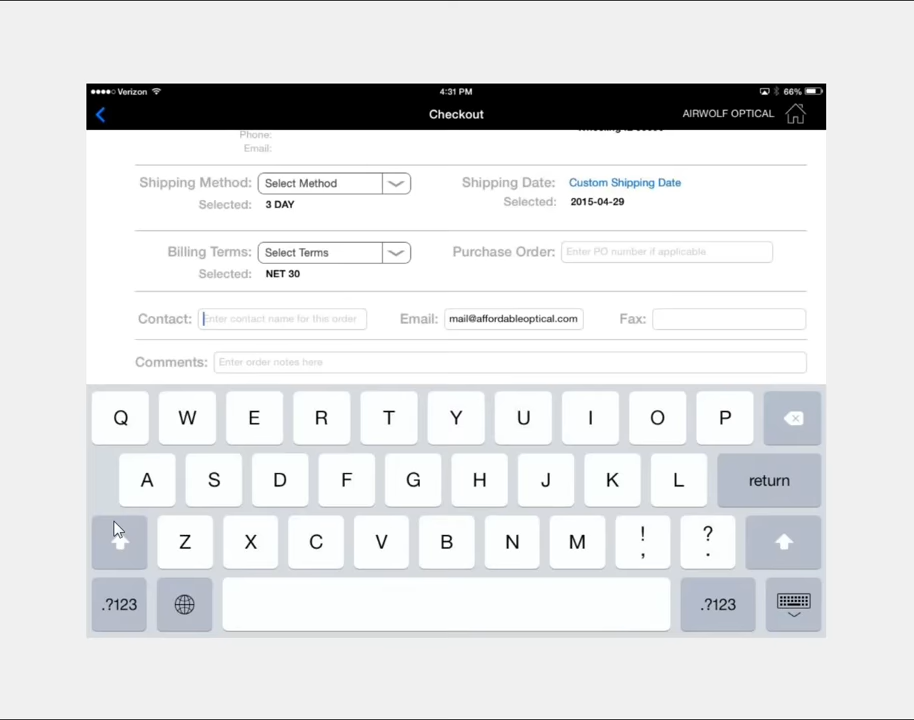 Verizon 4:31 PM 66%
Checkout AIRWOLF OPTICAL
Phone:
Email:
Shipping Method: Select Method Shipping Date: Custom Shipping Date
Selected: 3 DAY Selected: 2015-04-29
Billing Terms: Select Terms Purchase Order: Enter PO number if applicable
Selected: NET 30
Contact: Enter contact name for this order Email: mail@affordableoptical.com Fax:
Comments: Enter order notes here
Q W E R T Y U I O P
A S D F G H J K L return
Z X C V B N M ! , ? .
.?123 .?123